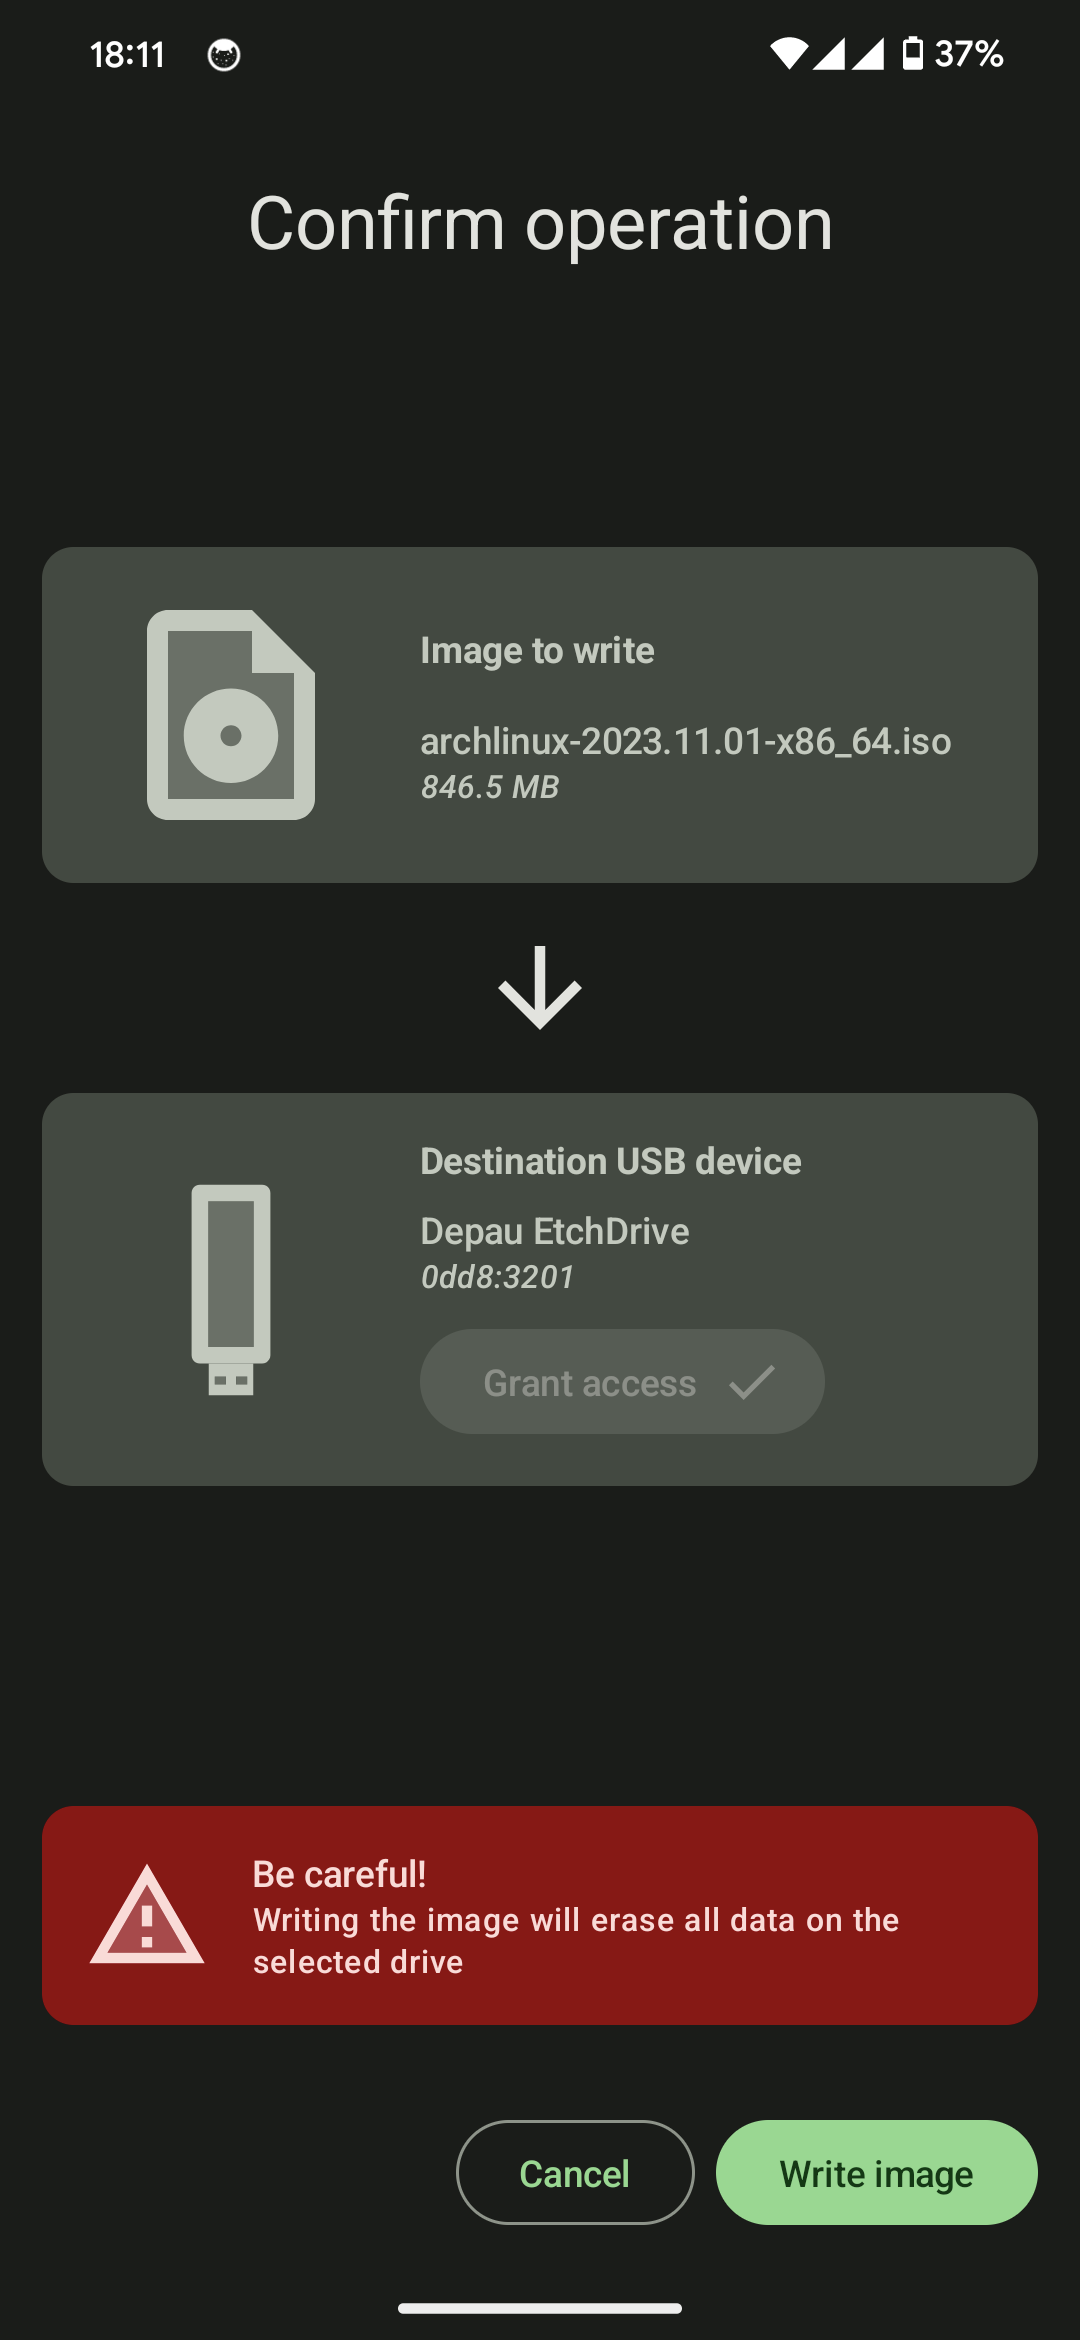 18:11
37%
Confirm operation
Image to write
archlinux-2023.11.01-x86_64.iso
846.5 MB
Destination USB device
Depau EtchDrive
0dd8:3201
Grant access
Be careful!
Writing the image will erase all data on the
selected drive
Cancel
Write image